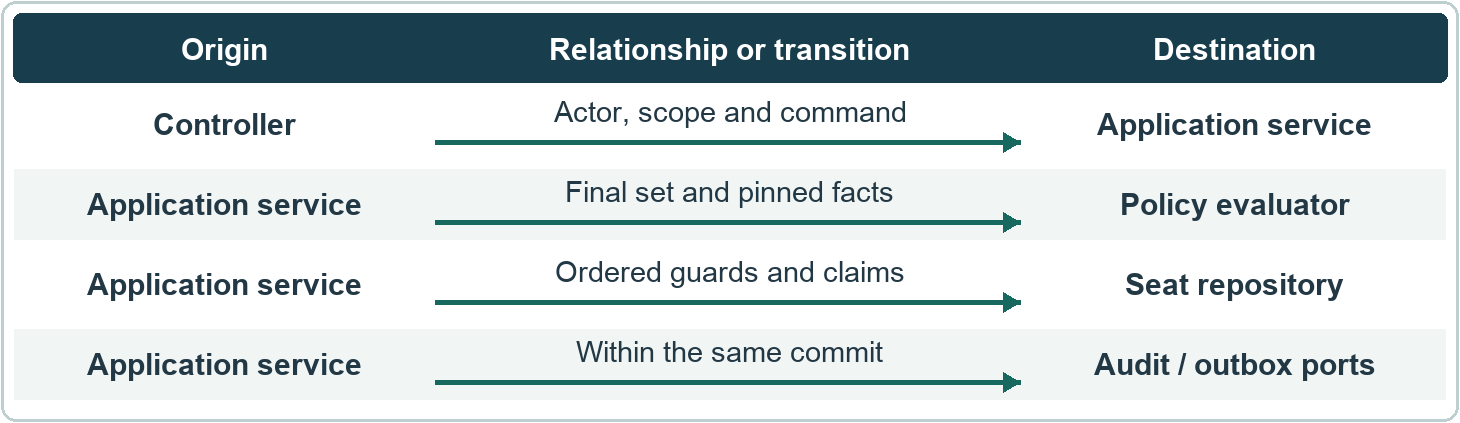 Origin Relationship or transition Destination
Controller Actor, scope and command Application service
Application service Final set and pinned facts Policy evaluator
Application service Ordered guards and claims Seat repository
Application service Within the same commit Audit / outbox ports